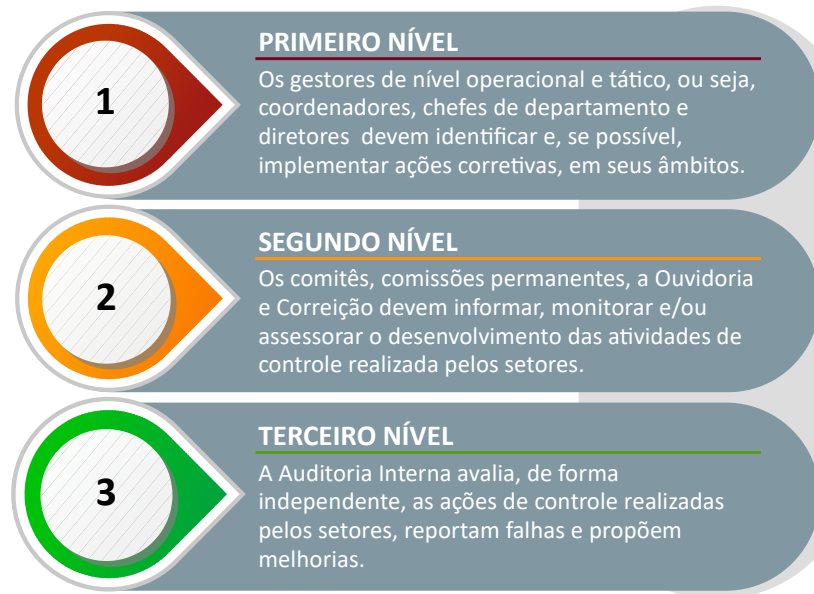 1
PRIMEIRO NÍVEL
Os gestores de nível operacional e tático, ou seja,
coordenadores, chefes de departamento e
diretores devem identificar e, se possível,
implementar ações corretivas, em seus âmbitos.
2
SEGUNDO NÍVEL
Os comitês, comissões permanentes, a Ouvidoria
e Correição devem informar, monitorar e/ou
assessorar o desenvolvimento das atividades de
controle realizada pelos setores.
3
TERCEIRO NÍVEL
A Auditoria Interna avalia, de forma
independente, as ações de controle realizadas
pelos setores, reportam falhas e propõem
melhorias.